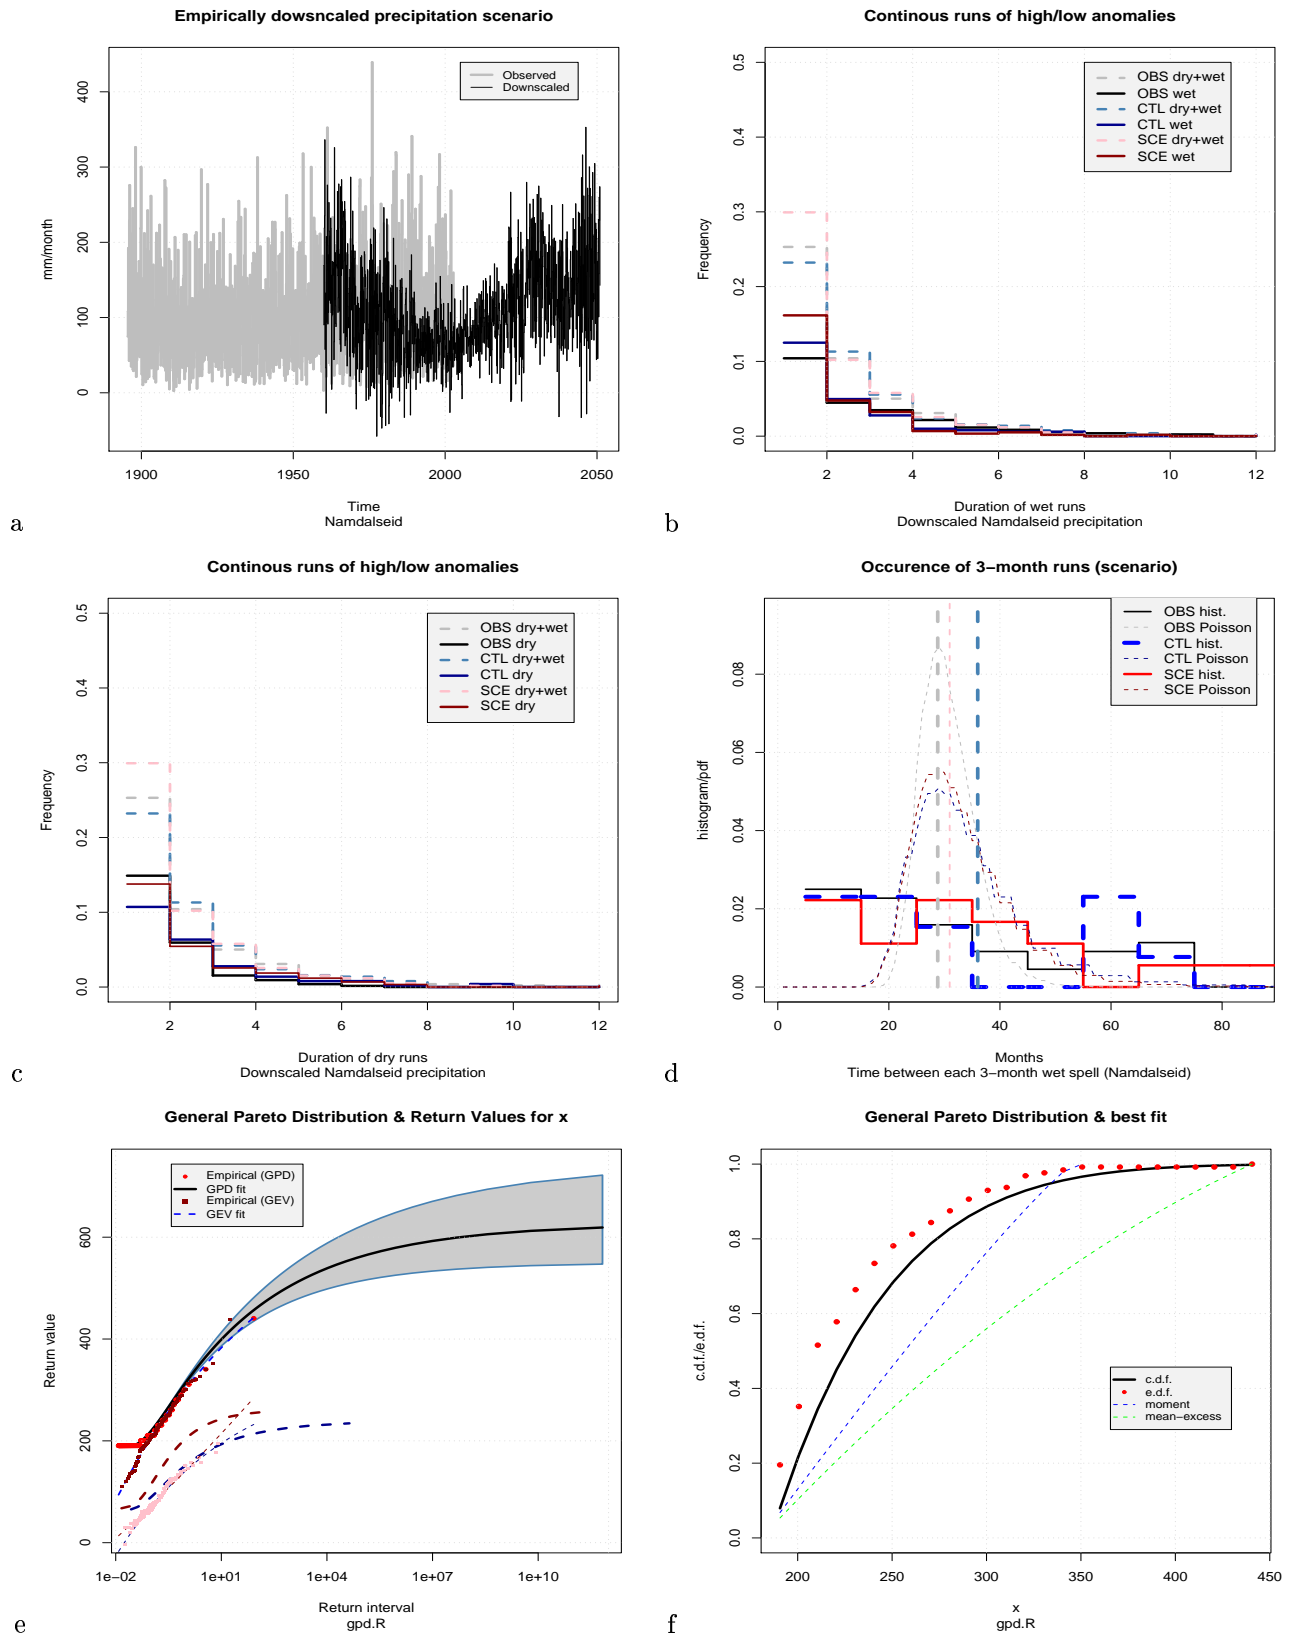 Empirically dowsncaled precipitation scenario
Observed
Downscaled
mm/month
0
100
200
300
400
1900
1950
2000
2050
Time
Namdalseid
a
Continous runs of high/low anomalies
OBS dry+wet
OBS wet
CTL dry+wet
CTL wet
SCE dry+wet
SCE wet
Frequency
0.0
0.1
0.2
0.3
0.4
0.5
2
4
6
8
10
12
Duration of wet runs
Downscaled Namdalseid precipitation
b
Continous runs of high/low anomalies
OBS dry+wet
OBS dry
CTL dry+wet
CTL dry
SCE dry+wet
SCE dry
Frequency
0.0
0.1
0.2
0.3
0.4
0.5
2
4
6
8
10
12
Duration of dry runs
Downscaled Namdalseid precipitation
c
Occurence of 3−month runs (scenario)
OBS hist.
OBS Poisson
CTL hist.
CTL Poisson
SCE hist.
SCE Poisson
histogram/pdf
0.00
0.02
0.04
0.06
0.08
0
20
40
60
80
Months
Time between each 3−month wet spell (Namdalseid)
d
General Pareto Distribution & Return Values for x
Empirical (GPD)
GPD fit
Empirical (GEV)
GEV fit
Return value
0
200
400
600
1e−02
1e+01
1e+04
1e+07
1e+10
Return interval
gpd.R
e
General Pareto Distribution & best fit
c.d.f.
e.d.f.
moment
mean−excess
c.d.f./e.d.f.
0.0
0.2
0.4
0.6
0.8
1.0
200
250
300
350
400
450
x
gpd.R
f